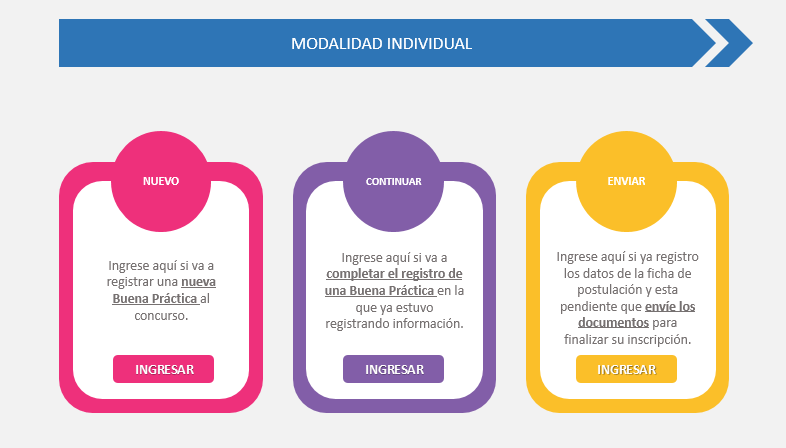 MODALIDAD INDIVIDUAL
NUEVO
Ingrese aquí si va a
registrar una nueva
Buena Práctica al
concurso.
INGRESAR
CONTINUAR
Ingrese aquí si va a
completar el registro de
una Buena Práctica en la
que ya estuvo
registrando información.
INGRESAR
ENVIAR
Ingrese aquí si ya registro
los datos de la ficha de
postulación y esta
pendiente que envíe los
documentos para
finalizar su inscripción.
INGRESAR